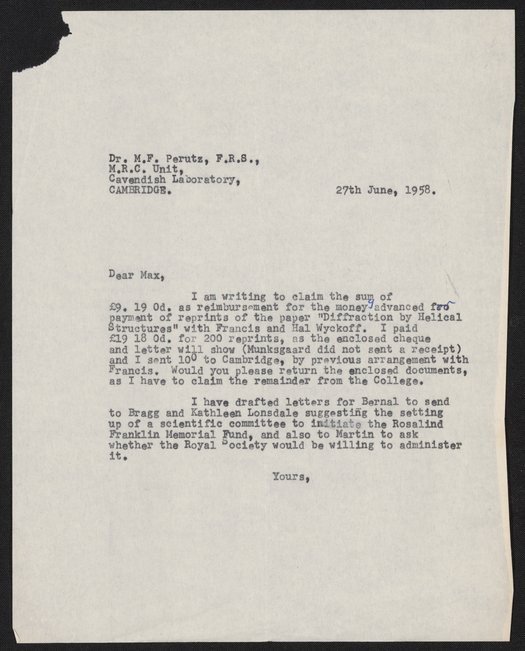 Dr. M.F. Perutz, F.R.S.,
M.R.C. Unit,
Cavendish Laboratory,
CAMBRIDGE.
27th June, 1958.
Dear Max,
I am writing to claim the sum of
£9. 19 0d. as reimbursement for the money advanced for
payment of reprints of the paper "Diffraction by Helical
Structures" with Francis and Hal Wyckoff. I paid
£19 18 0d. for 200 reprints, as the enclosed cheque
and letter will show (Munksgaard did not sent a receipt)
and I sent 100 to Cambridge, by previous arrangement with
Francis. Would you please return the enclosed documents,
as I have to claim the remainder from the College.
I have drafted letters for Bernal to send
to Bragg and Kathleen Lonsdale suggesting the setting
up of a scientific committee to initiate the Rosalind
Franklin Memorial Fund, and also to Martin to ask
whether the Royal Society would be willing to administer
it.
Yours,